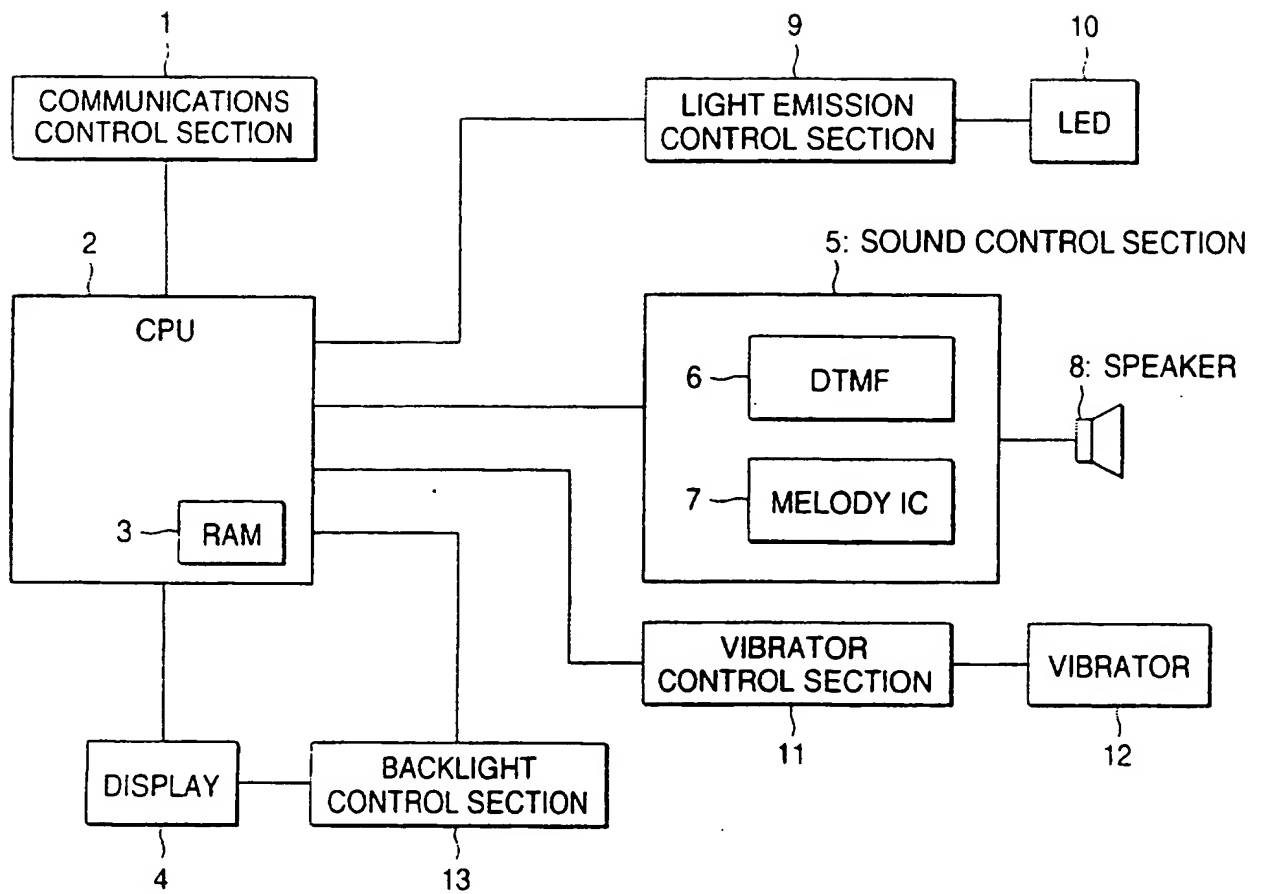 1
COMMUNICATIONS
CONTROL SECTION
9
LIGHT EMISSION
CONTROL SECTION
10
LED
2
CPU
3
RAM
5: SOUND CONTROL SECTION
6
DTMF
7
MELODY IC
8: SPEAKER
VIBRATOR
CONTROL SECTION
11
VIBRATOR
12
DISPLAY
4
BACKLIGHT
CONTROL SECTION
13